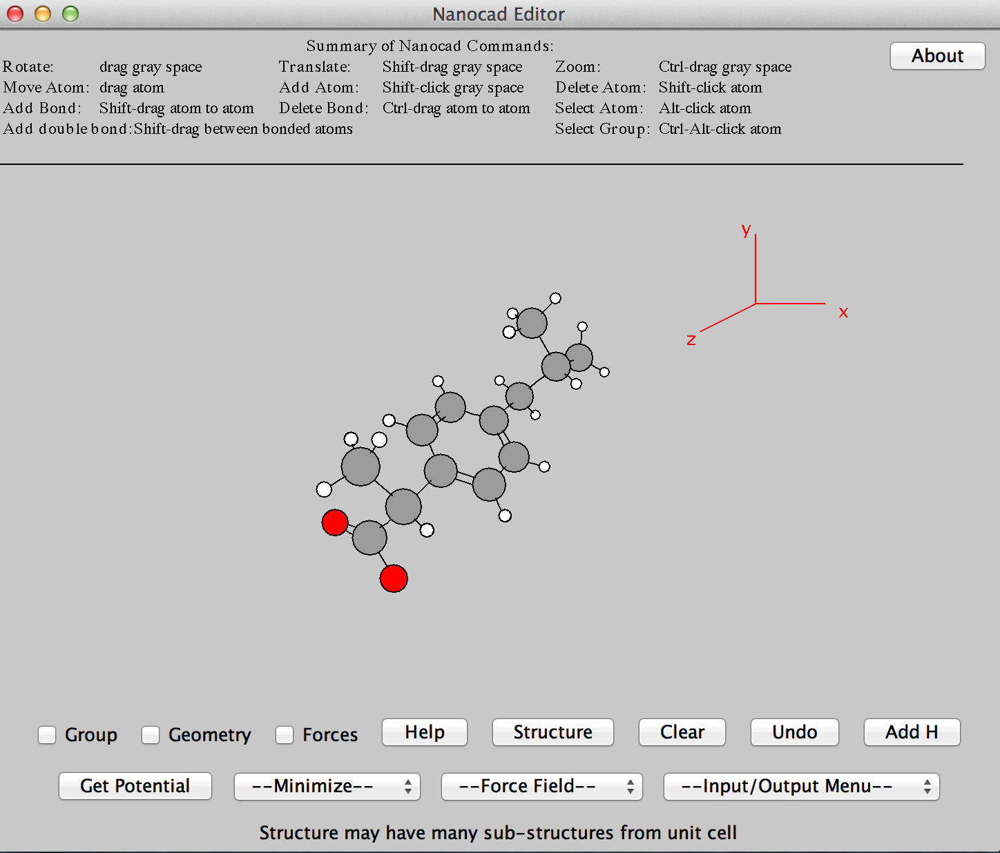 Nanocad Editor
Summary of Nanocad Commands:
About
Rotate: drag gray space Translate: Shift-drag gray space Zoom: Ctrl-drag gray space
Move Atom: drag atom Add Atom: Shift-click gray space Delete Atom: Shift-click atom
Add Bond: Shift-drag atom to atom Delete Bond: Ctrl-drag atom to atom Select Atom: Alt-click atom
Add double bond:Shift-drag between bonded atoms Select Group: Ctrl-Alt-click atom
y
x
z
Group Geometry Forces Help Structure Clear Undo Add H
Get Potential --Minimize-- --Force Field-- --Input/Output Menu--
Structure may have many sub-structures from unit cell